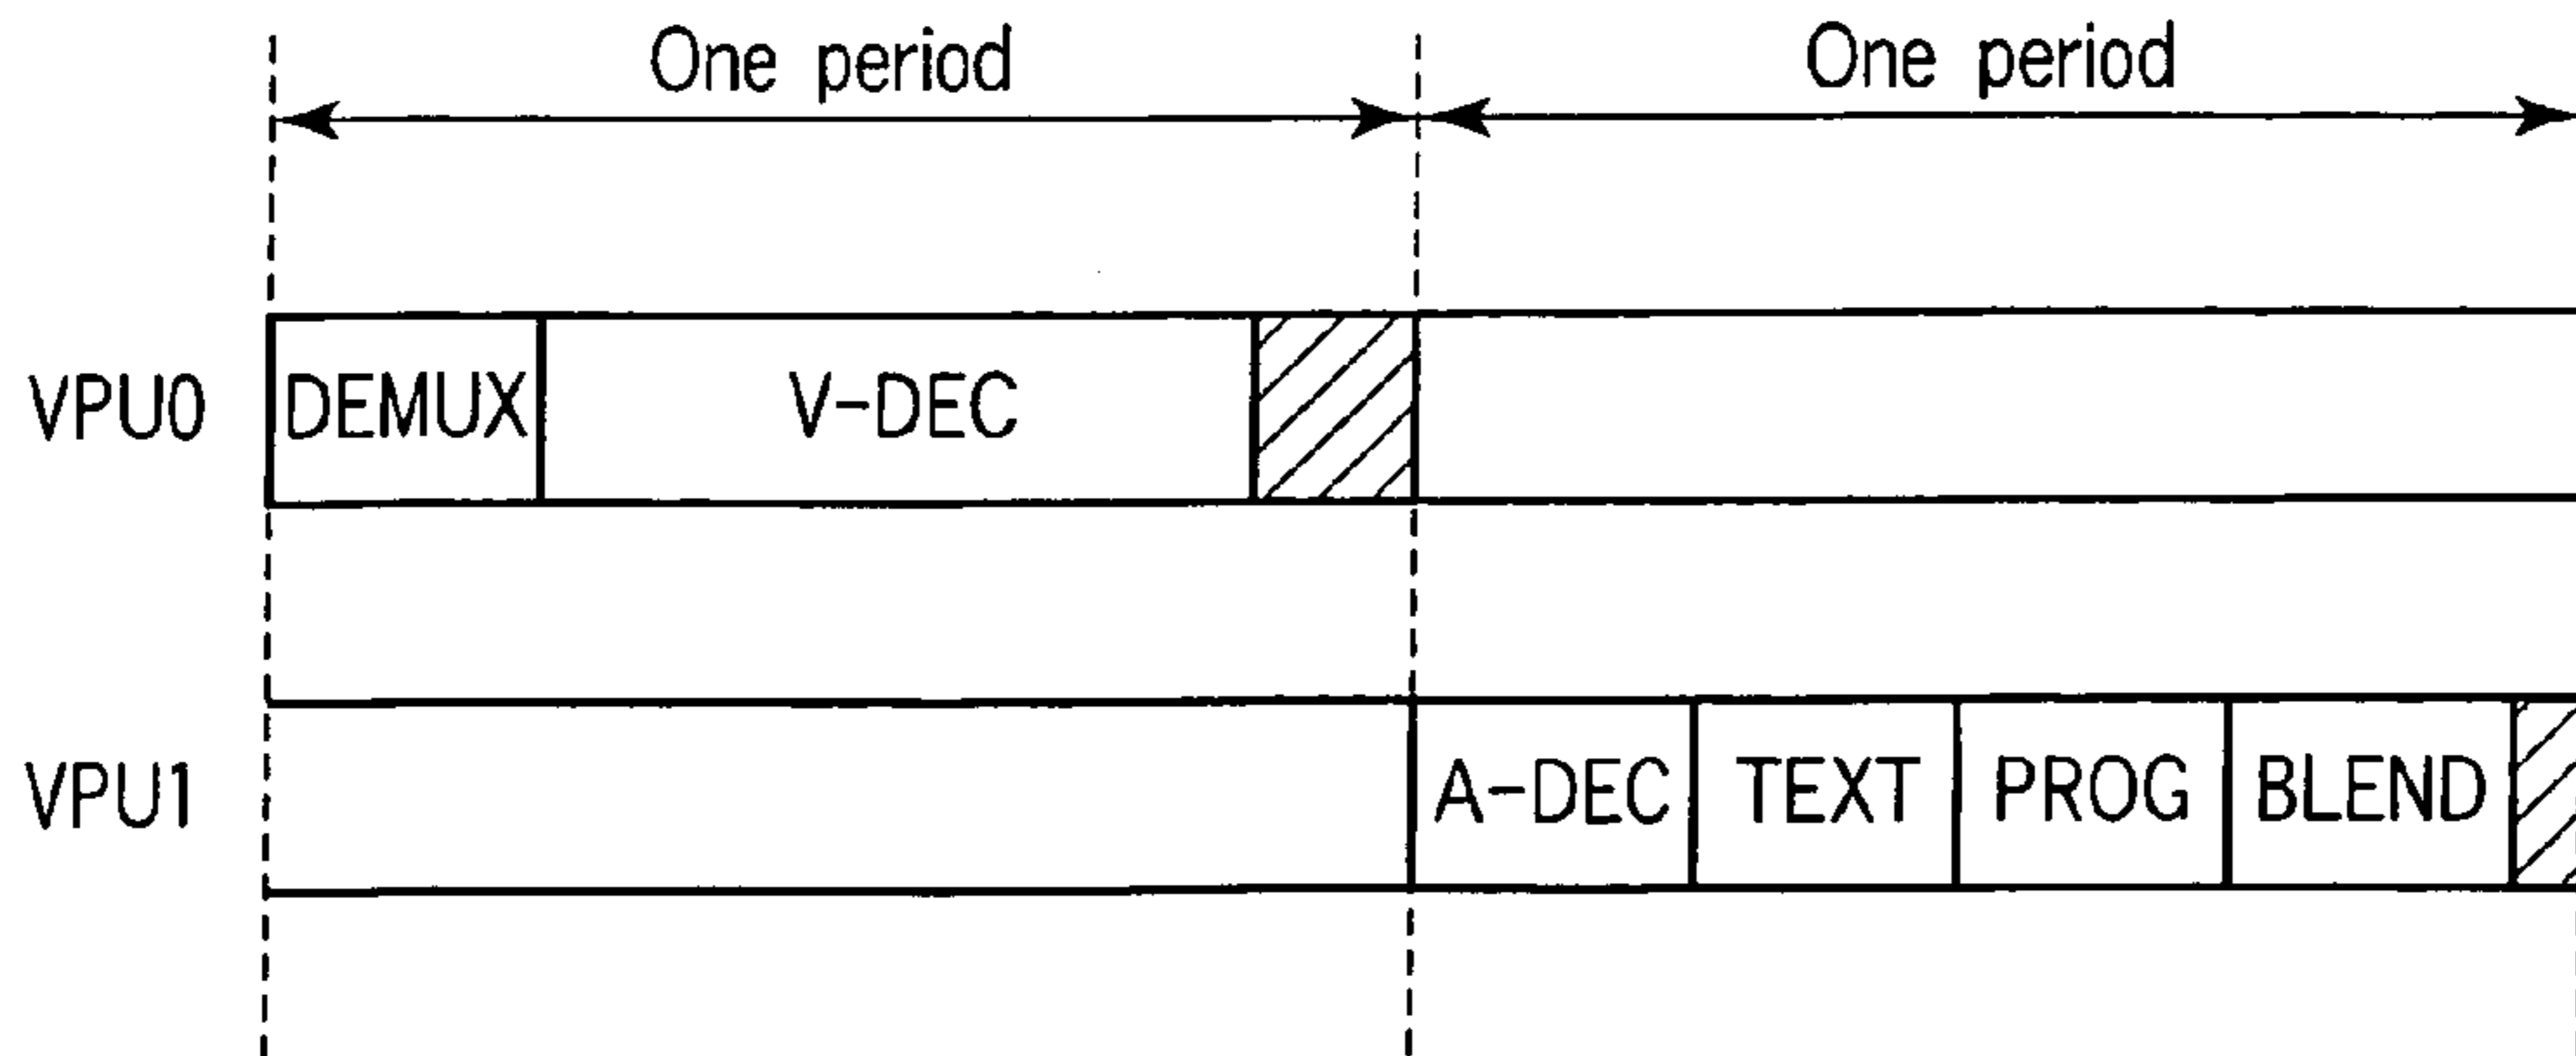 One period One period
VPU0 DEMUX V-DEC
VPU1 A-DEC TEXT PROG BLEND